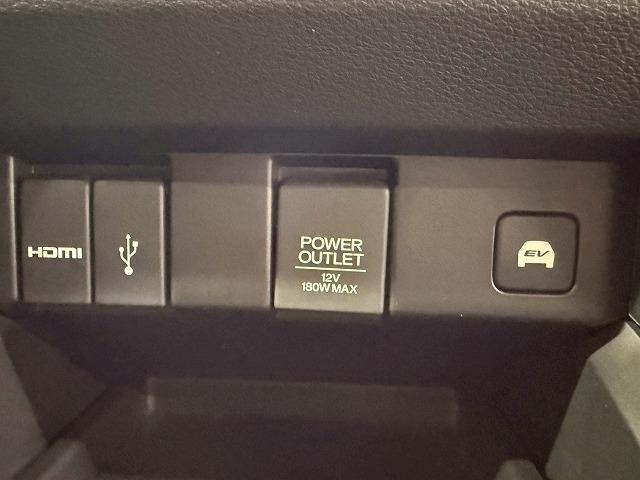 HDMI
POWER
OUTLET
12V
180W MAX
EV